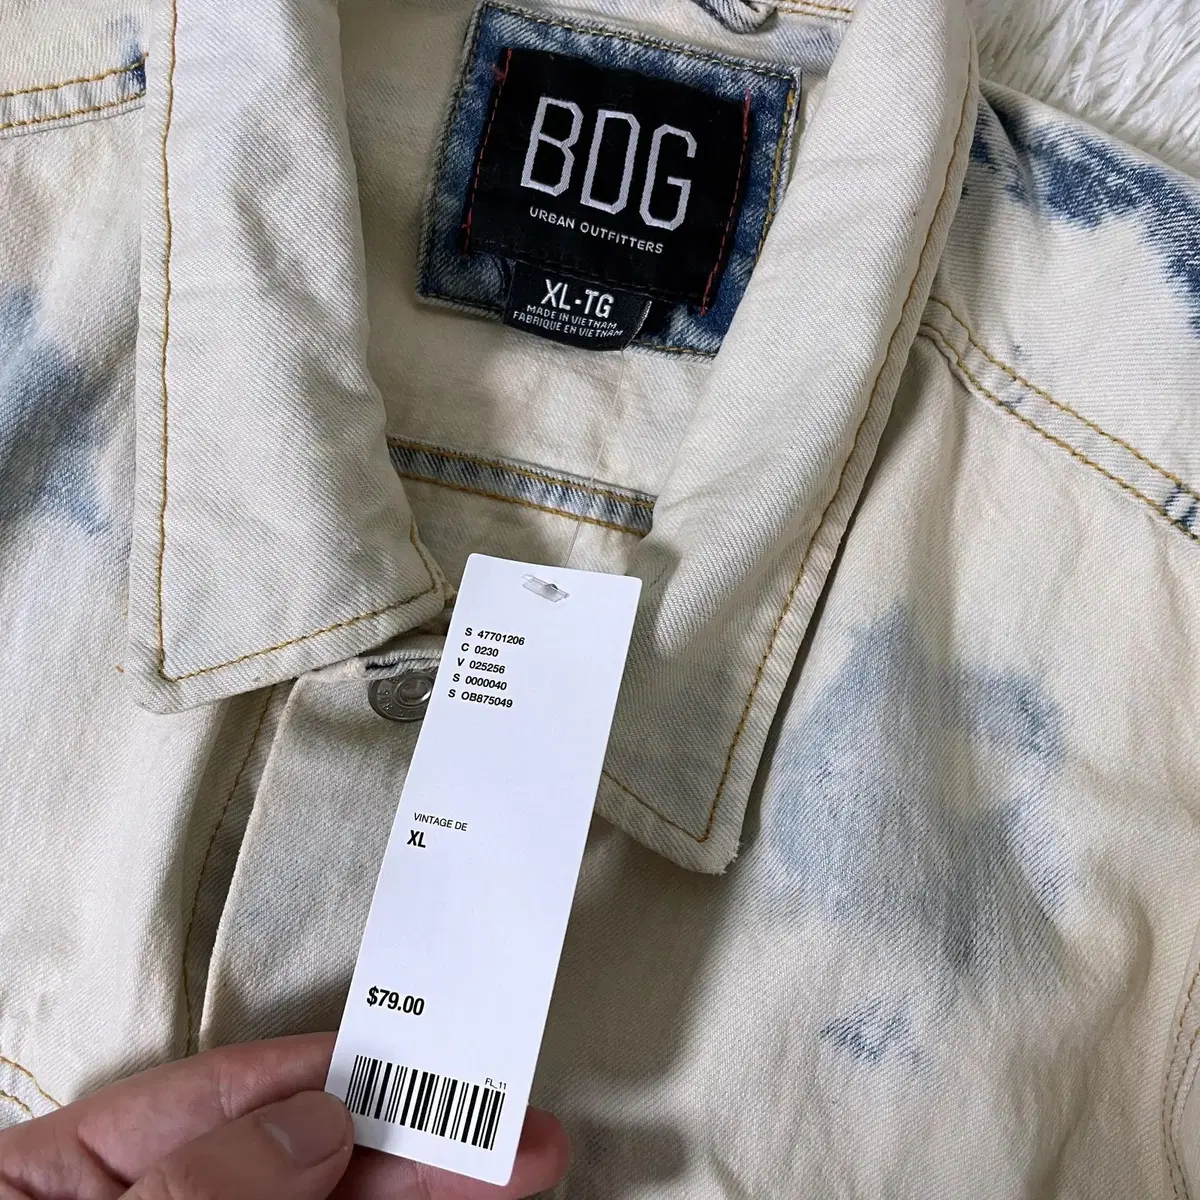 BDG
URBAN OUTFITTERS
XL-TG
MADE IN VIETNAM
FABRIQUÉ EN VIETNAM
S 47701206
C 0230
V 025256
S 0000040
S OB875049
VINTAGE DE
XL
$79.00
FL_11